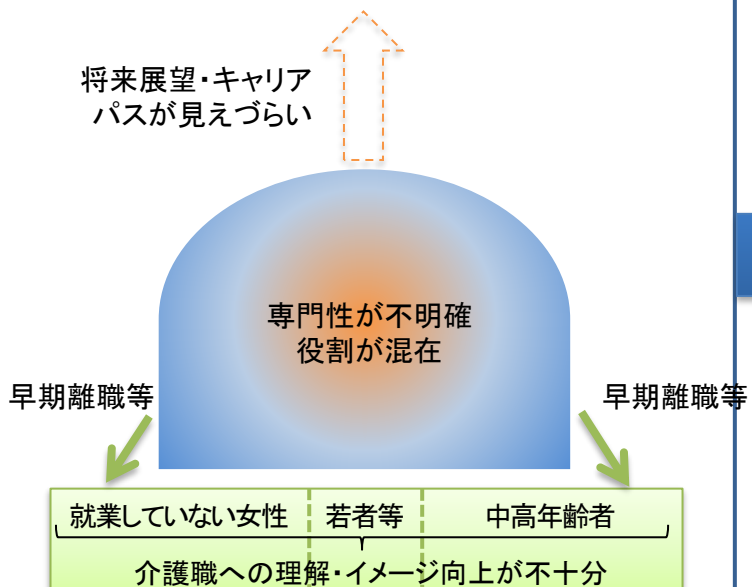 将来展望・キャリア
パスが見えづらい
専門性が不明確
役割が混在
早期離職等
早期離職等
就業していない女性
若者等
中高年齢者
介護職への理解・イメージ向上が不十分